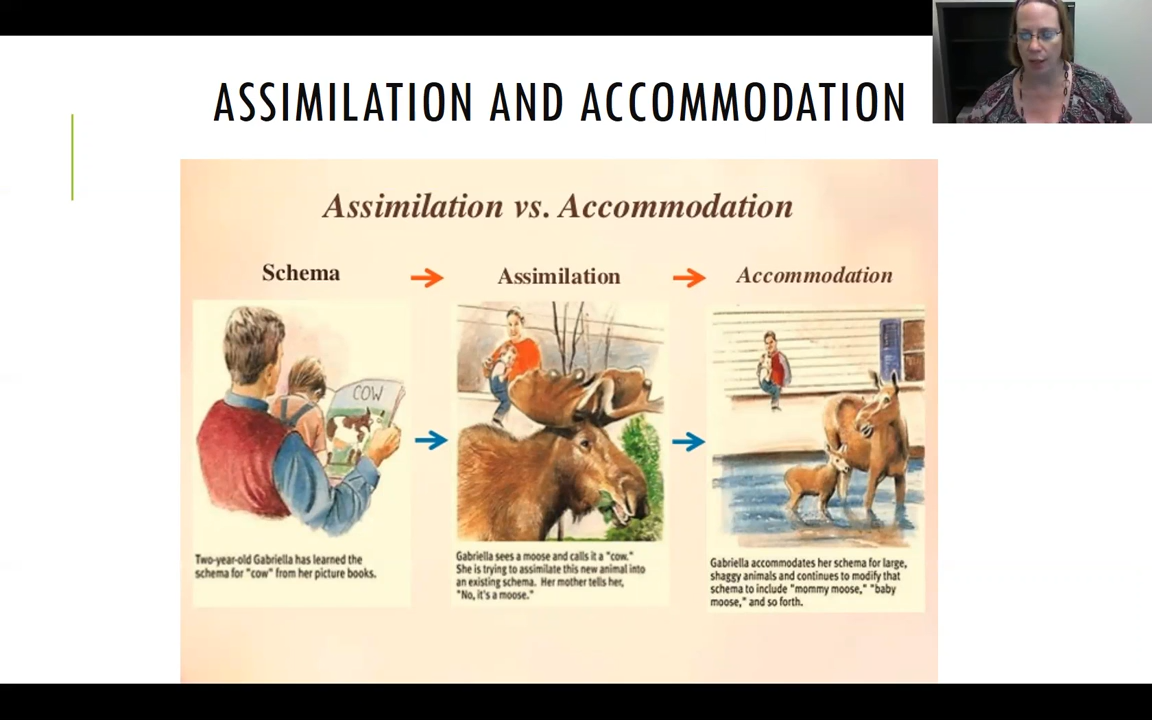 ASSIMILATION AND ACCOMMODATION
Assimilation vs. Accommodation
Schema
Assimilation
Accommodation
COW
Two-year-old Gabriella has learned the
schema for "cow" from her picture books.
Gabriella sees a moose and calls it a "cow."
She is trying to assimilate this new animal into
an existing schema. Her mother tells her,
"No, it's a moose."
Gabriella accommodates her schema for large,
shaggy animals and continues to modify that
schema to include "mommy moose," "baby
moose," and so forth.